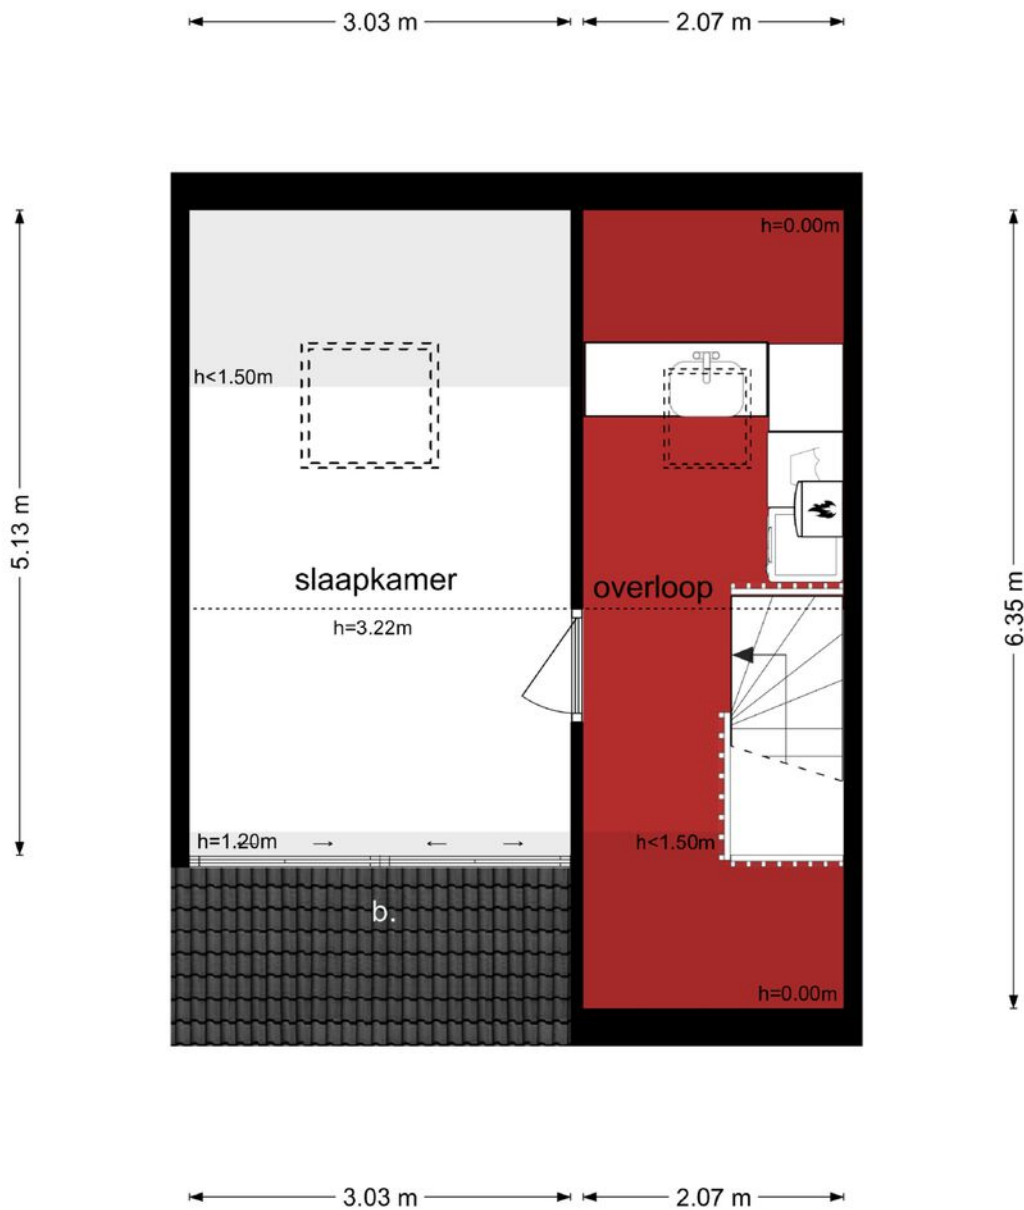 3.03 m
2.07 m
h=0.00m
h<1.50m
5.13 m
slaapkamer
overloop
h=3.22m
6.35 m
h=1.20m
h<1.50m
b.
h=0.00m
3.03 m
2.07 m